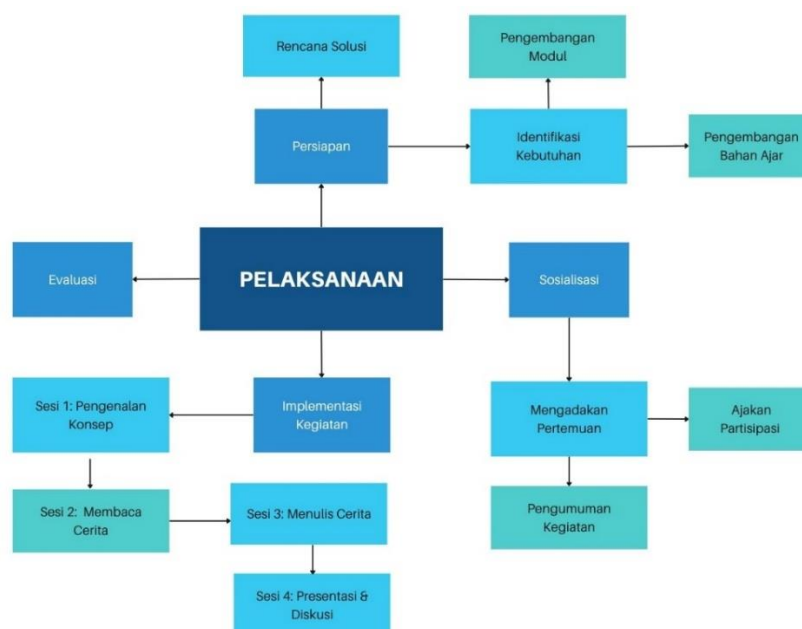 Rencana Solusi
Pengembangan
Modul
Persiapan
Identifikasi
Kebutuhan
Pengembangan
Bahan Ajar
Evaluasi
PELAKSANAAN
Sosialisasi
Sesi 1: Pengenalan
Konsep
Implementasi
Kegiatan
Mengadakan
Pertemuan
Ajakan
Partisipasi
Sesi 2:  Membaca
Cerita
Sesi 3: Menulis Cerita
Pengumuman
Kegiatan
Sesi 4: Presentasi &
Diskusi